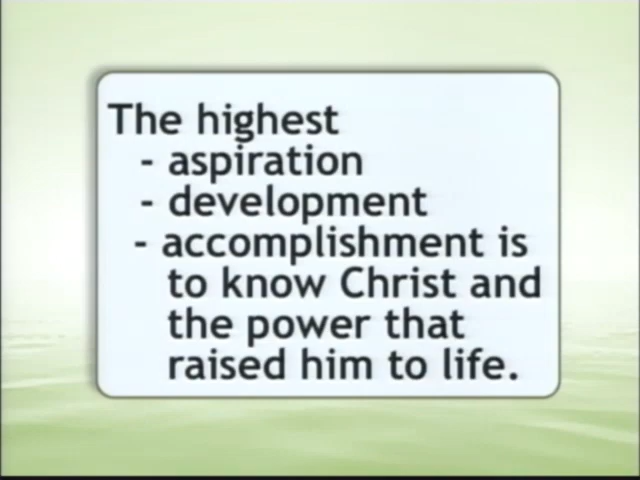 The highest
- aspiration
- development
- accomplishment is
to know Christ and
the power that
raised him to life.